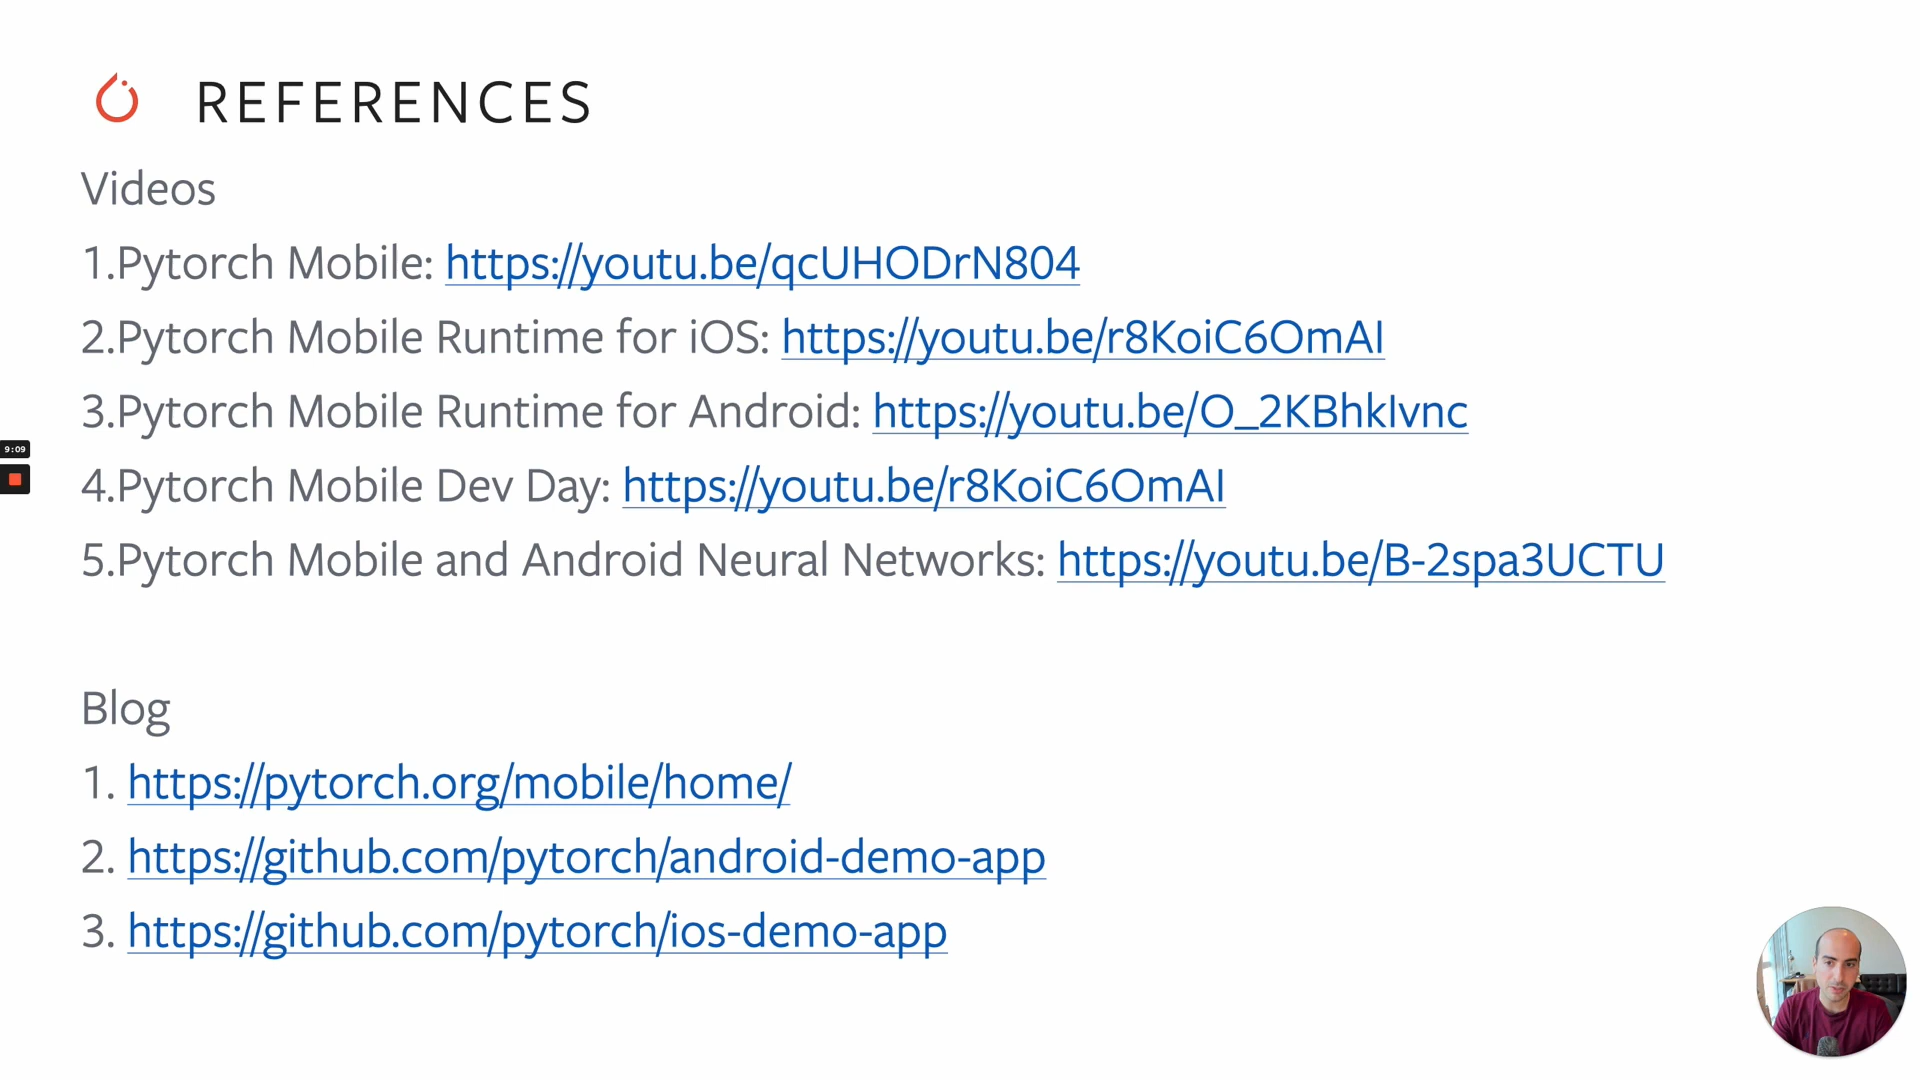 REFERENCES
Videos
1.Pytorch Mobile: https://youtu.be/qcUHODrN804
2.Pytorch Mobile Runtime for iOS: https://youtu.be/r8KoiC6OmAI
3.Pytorch Mobile Runtime for Android: https://youtu.be/O_2KBhkIvnc
9:09
4.Pytorch Mobile Dev Day: https://youtu.be/r8KoiC6OmAI
5.Pytorch Mobile and Android Neural Networks: https://youtu.be/B-2spa3UCTU
Blog
1. https://pytorch.org/mobile/home/
2. https://github.com/pytorch/android-demo-app
3. https://github.com/pytorch/ios-demo-app